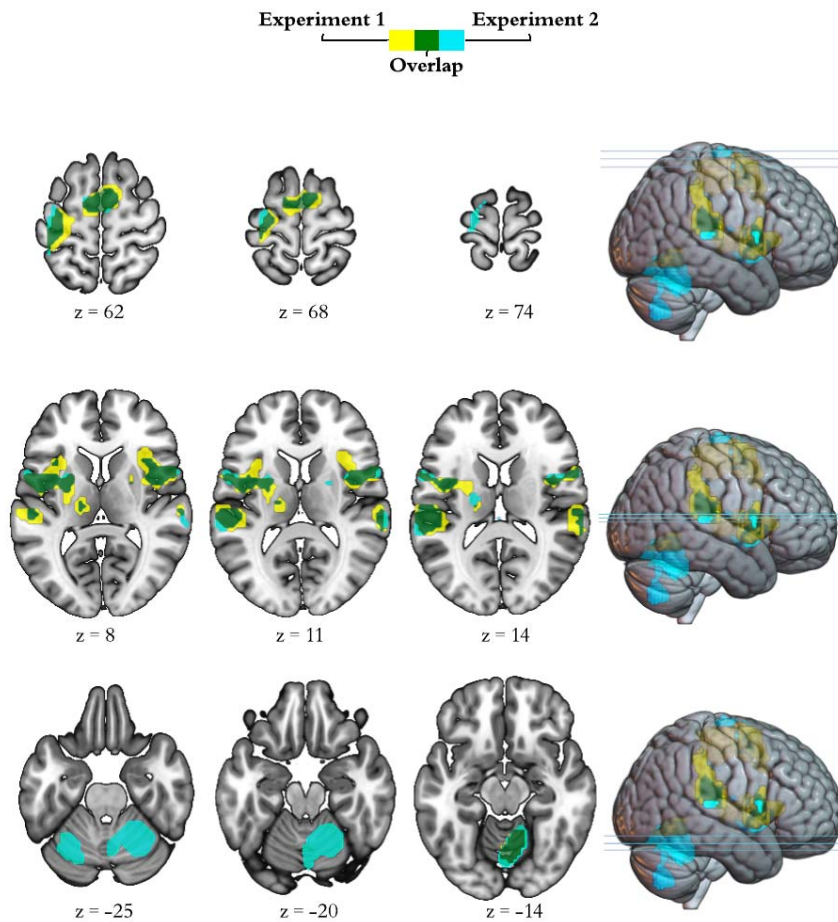 Experiment 1 Experiment 2
Overlap
z = 62 z = 68 z = 74
z = 8 z = 11 z = 14
z = -25 z = -20 z = -14